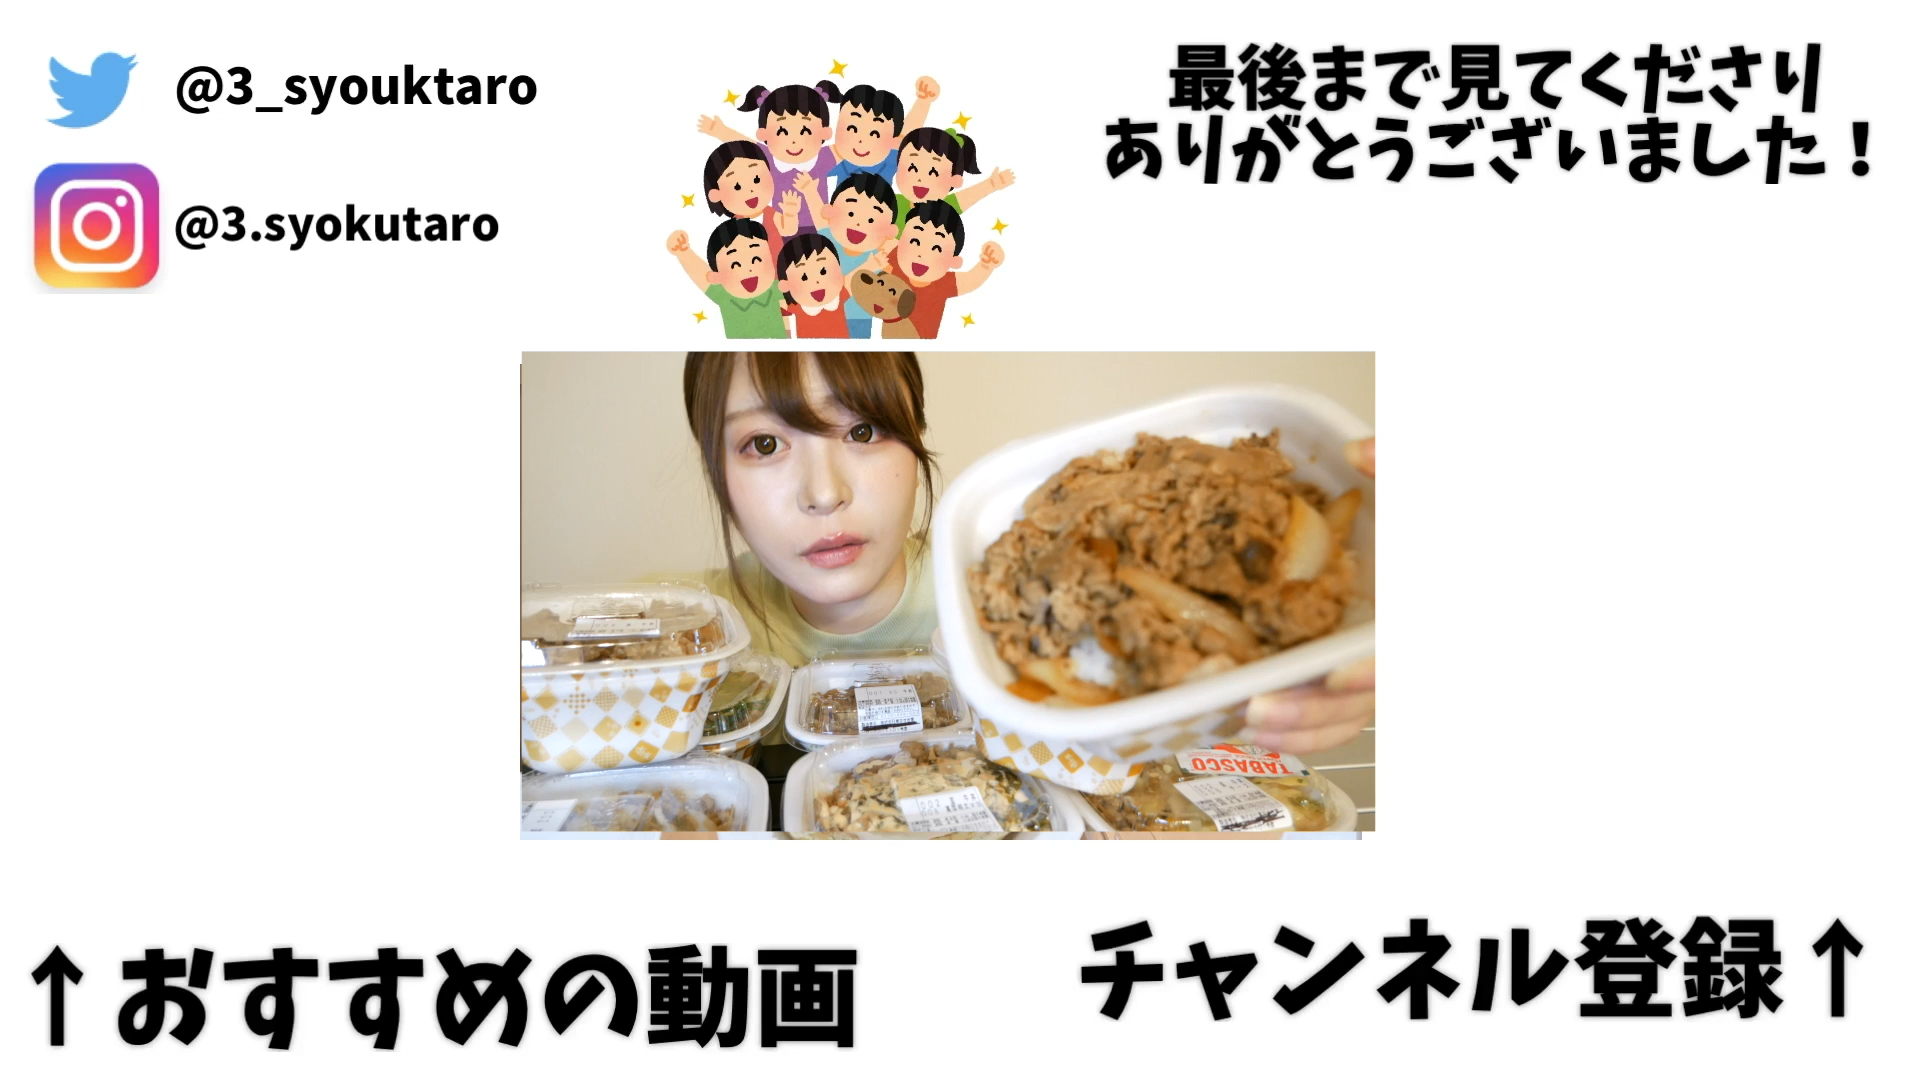 @3_syouktaro
@3.syokutaro
最後まで見てくださり
ありがとうございました！
TABASCO
↑おすすめの動画
チャンネル登録↑